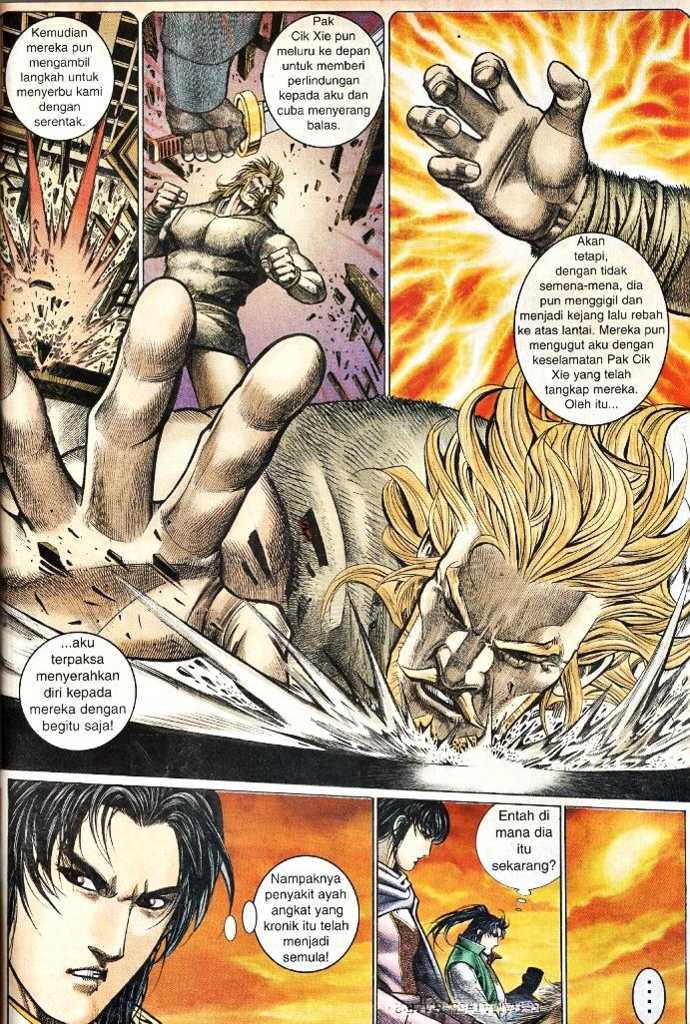 Kemudian
mereka pun
mengambil
langkah untuk
menyerbu kami
dengan
serentak.
Pak
Cik Xie pun
meluru ke depan
untuk memberi
perlindungan
kepada aku dan
cuba menyerang
balas.
Akan
tetapi,
dengan tidak
semena-mena, dia
pun menggigil dan
menjadi kejang lalu rebah
ke atas lantai. Mereka pun
mengugut aku dengan
keselamatan Pak Cik
Xie yang telah
tangkap mereka.
Oleh itu...
...aku
terpaksa
menyerahkan
diri kepada
mereka dengan
begitu saja!
Nampaknya
penyakit ayah
angkat yang
kronik itu telah
menjadi
semula!
Entah di
mana dia
itu
sekarang?
....